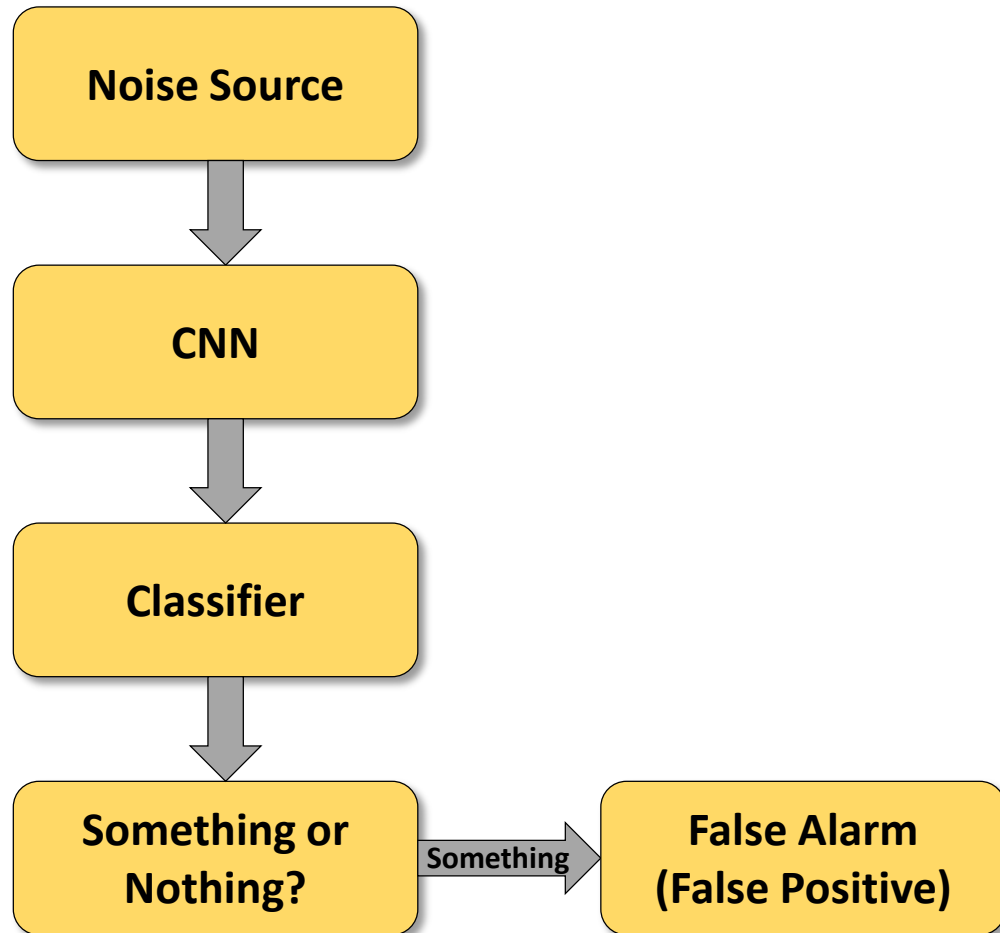 Noise Source
CNN
Classifier
Something or
Nothing?
Something
False Alarm
(False Positive)